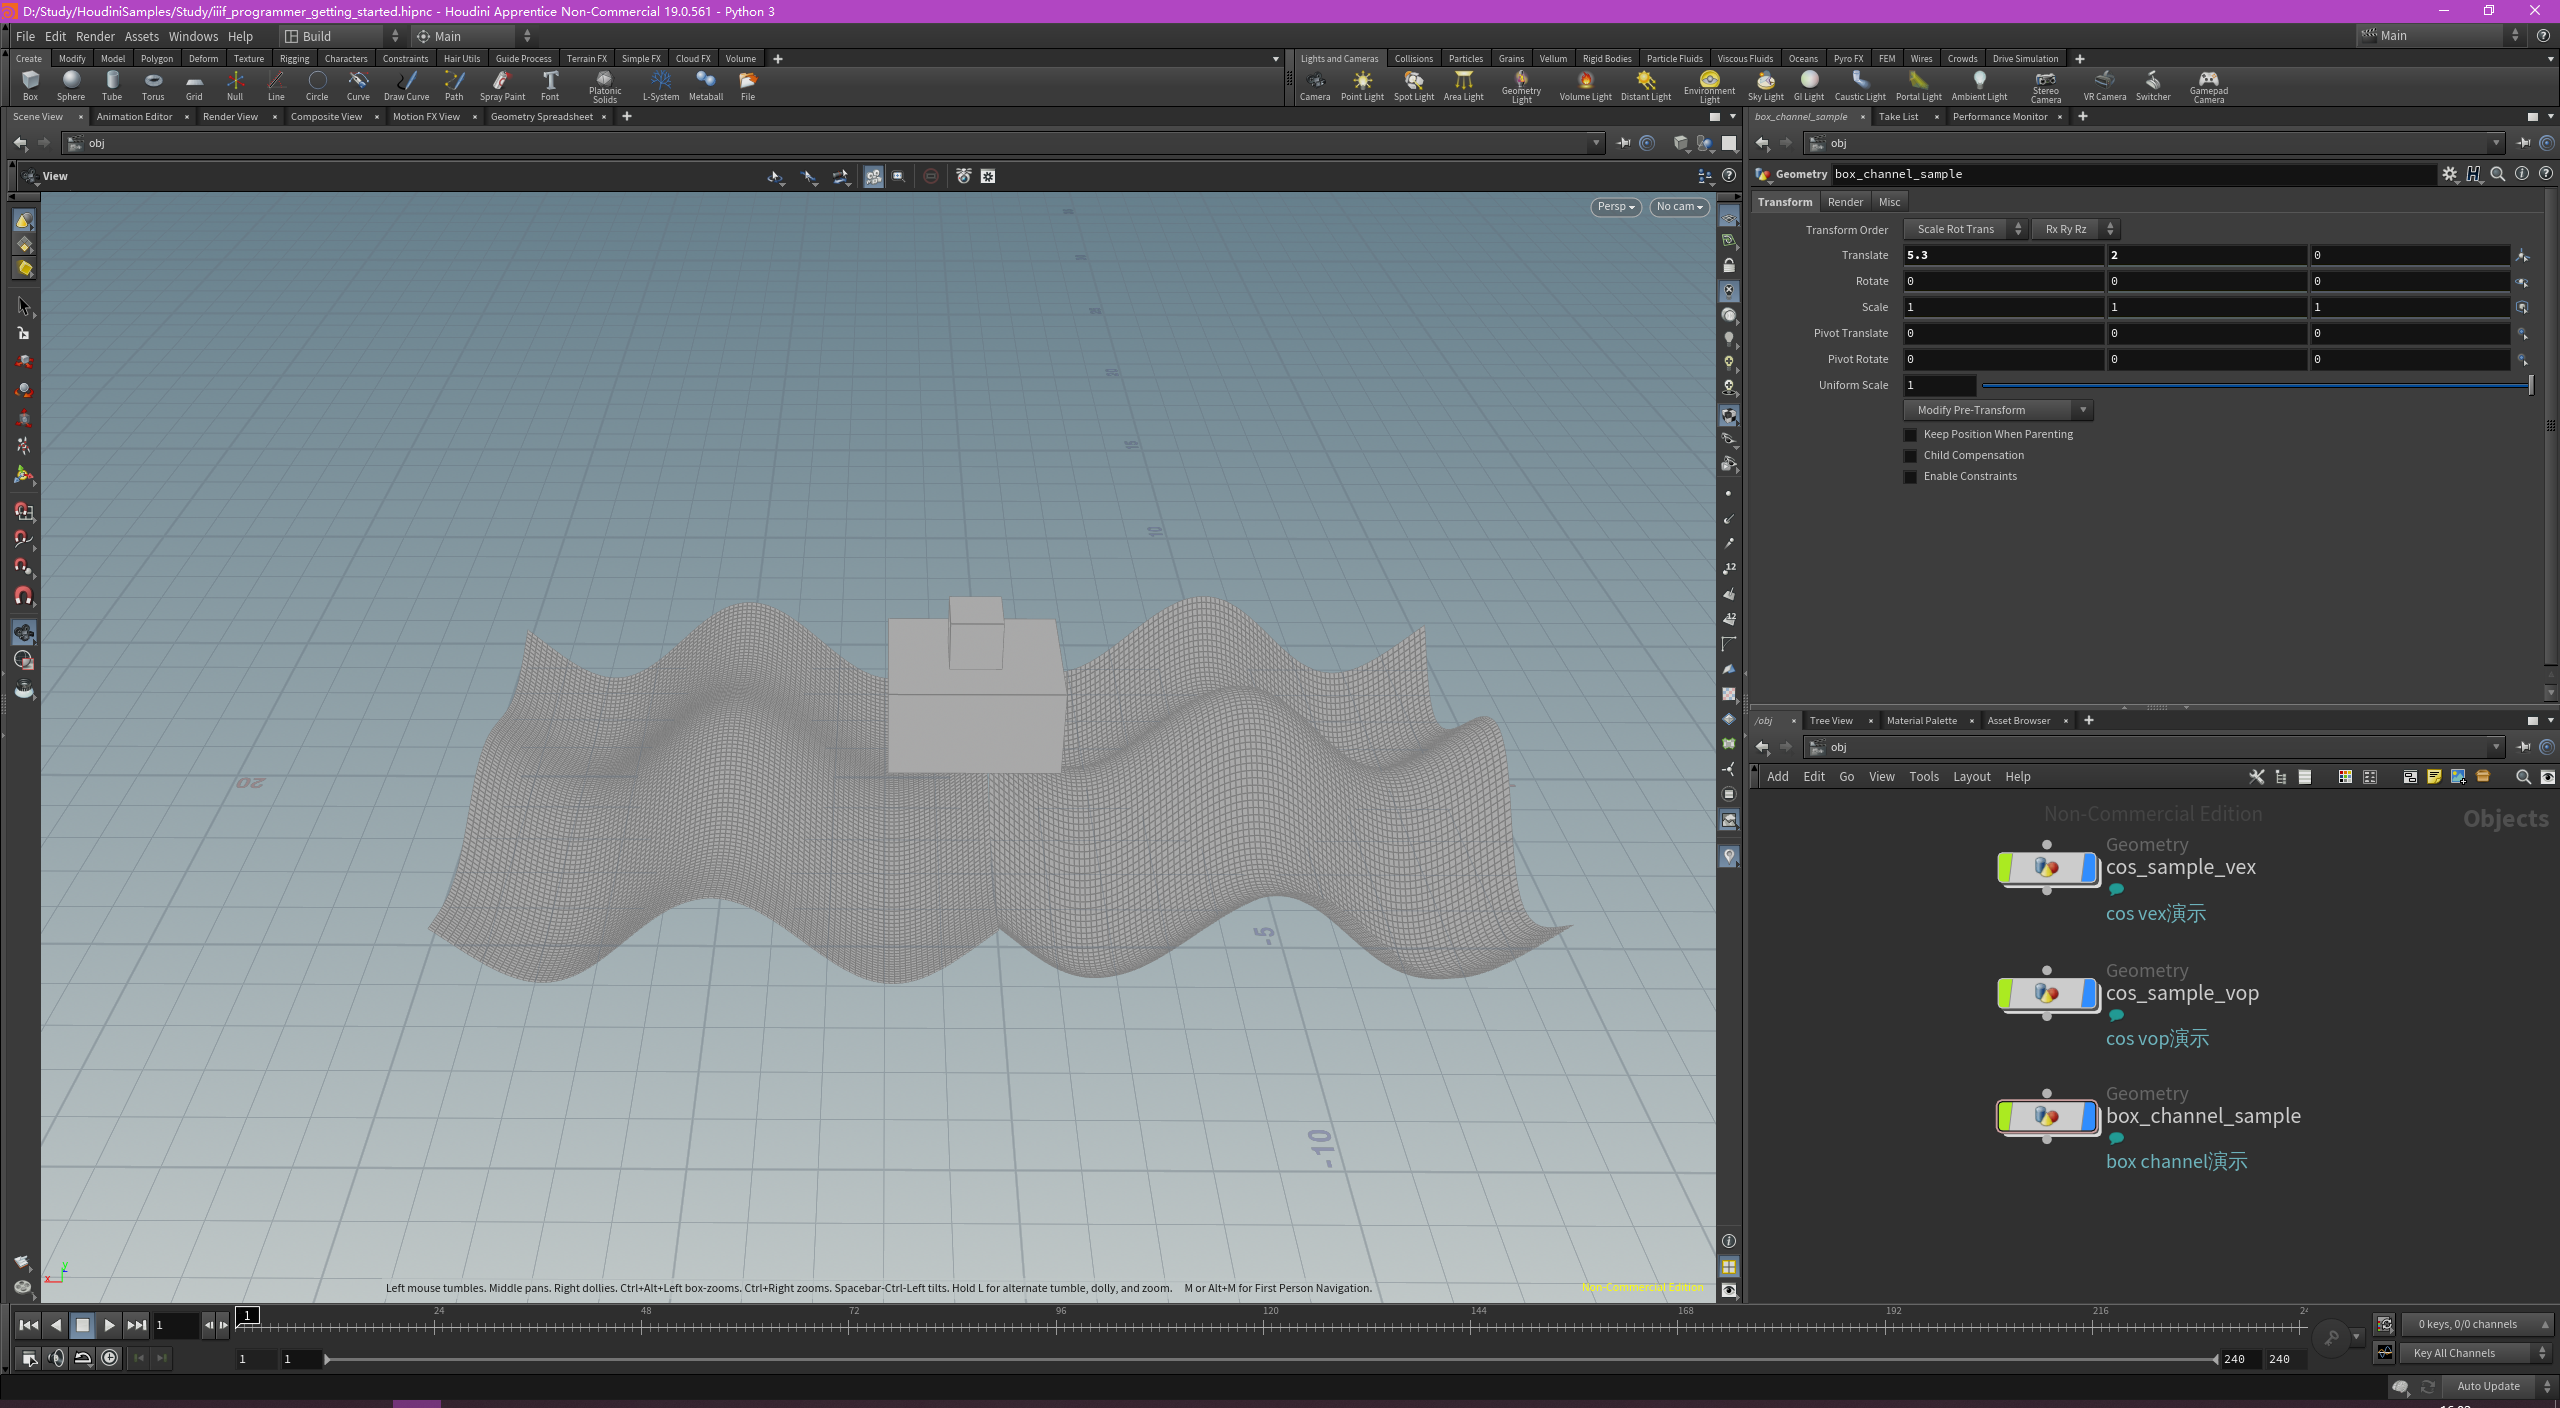 D:/Study/HoudiniSamples/Study/iiif_programmer_getting_started.hipnc - Houdini Apprentice Non-Commercial 19.0.561 - Python 3
File Edit Render Assets Windows Help Build Main Main
Create Modify Model Polygon Deform Texture Rigging Characters Constraints Hair Utils Guide Process Terrain FX Simple FX Cloud FX Volume
Box Sphere Tube Torus Grid Null Line Circle Curve Draw Curve Path Spray Paint Platonic Solids Font L-System Metaball File
Lights and Cameras Collisions Particles Grains Vellum Rigid Bodies Particle Fluids Viscous Fluids Oceans Pyro FX FEM Wires Crowds Drive Simulation
Camera Point Light Spot Light Area Light Geometry Light Volume Light Distant Light Environment Light Sky Light GI Light Caustic Light Portal Light Ambient Light Stereo Camera VR Camera Switcher Gamepad Camera
Scene View Animation Editor Render View Composite View Motion FX View Geometry Spreadsheet
obj
View
Persp No cam
20
15
10
-5
-10
12
12
Non-Commercial Edition
Left mouse tumbles. Middle pans. Right dollies. Ctrl+Alt+Left box-zooms. Ctrl+Right zooms. Spacebar-Ctrl-Left tilts. Hold L for alternate tumble, dolly, and zoom. M or Alt+M for First Person Navigation.
box_channel_sample Take List Performance Monitor
obj
Geometry box_channel_sample
Transform Render Misc
Transform Order Scale Rot Trans Rx Ry Rz
Translate 5.3 2 0
Rotate 0 0 0
Scale 1 1 1
Pivot Translate 0 0 0
Pivot Rotate 0 0 0
Uniform Scale 1
Modify Pre-Transform
Keep Position When Parenting
Child Compensation
Enable Constraints
/obj Tree View Material Palette Asset Browser
obj
Add Edit Go View Tools Layout Help
Non-Commercial Edition
Objects
Geometry
cos_sample_vex
cos vex演示
Geometry
cos_sample_vop
cos vop演示
Geometry
box_channel_sample
box channel演示
1 1 24 48 72 96 120 144 168 192 216
0 keys, 0/0 channels
1 1 240 240
Key All Channels
Auto Update